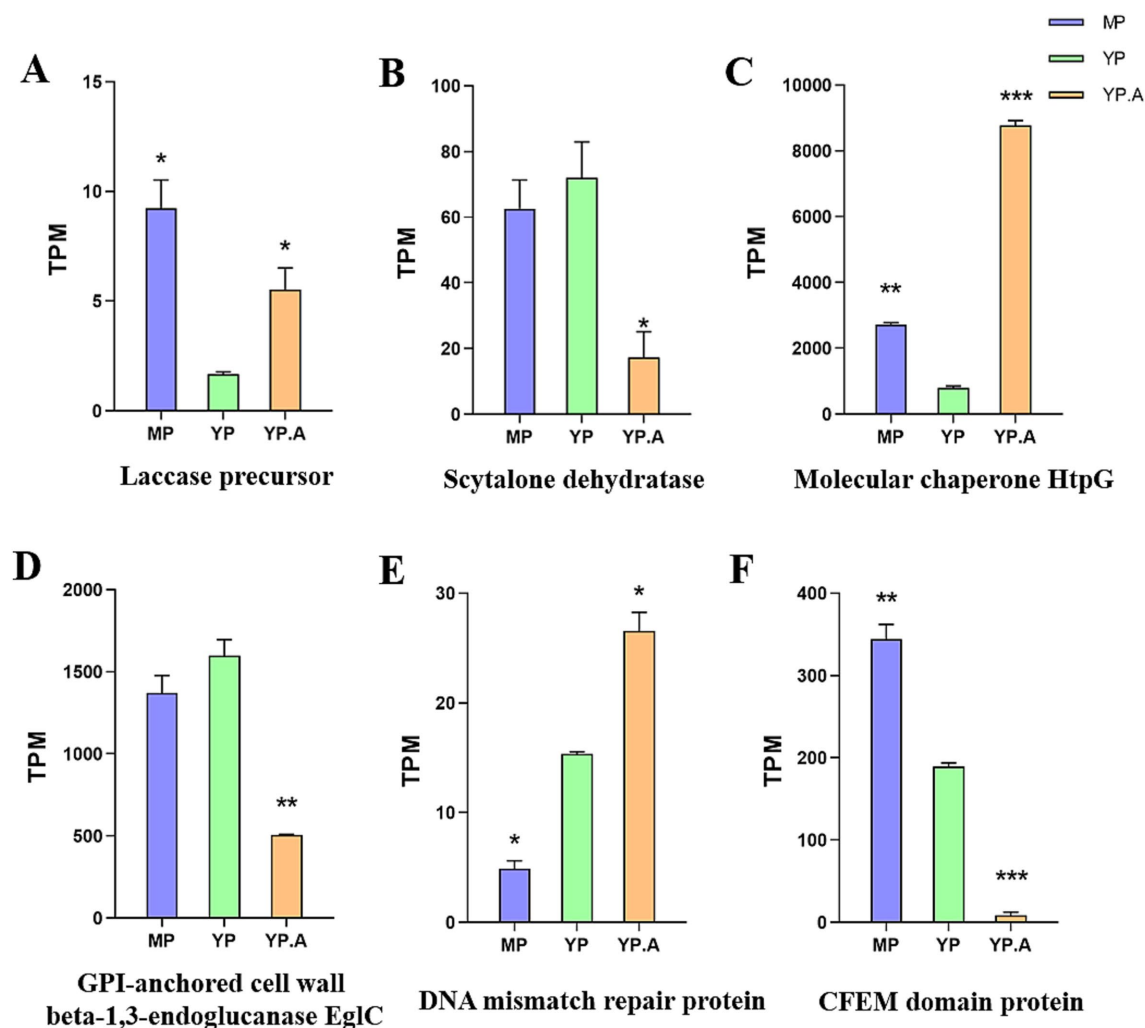 MP
YP
YP.A
A
15
10
5
0
TPM
*
*
MP YP YP.A
Laccase precursor
B
100
80
60
40
20
0
TPM
*
MP YP YP.A
Scytalone dehydratase
C
10000
8000
6000
4000
2000
0
TPM
**
***
MP YP YP.A
Molecular chaperone HtpG
D
2000
1500
1000
500
0
TPM
**
MP YP YP.A
GPI-anchored cell wall
beta-1,3-endoglucanase EglC
E
30
20
10
0
TPM
*
*
MP YP YP.A
DNA mismatch repair protein
F
400
300
200
100
0
TPM
**
***
MP YP YP.A
CFEM domain protein